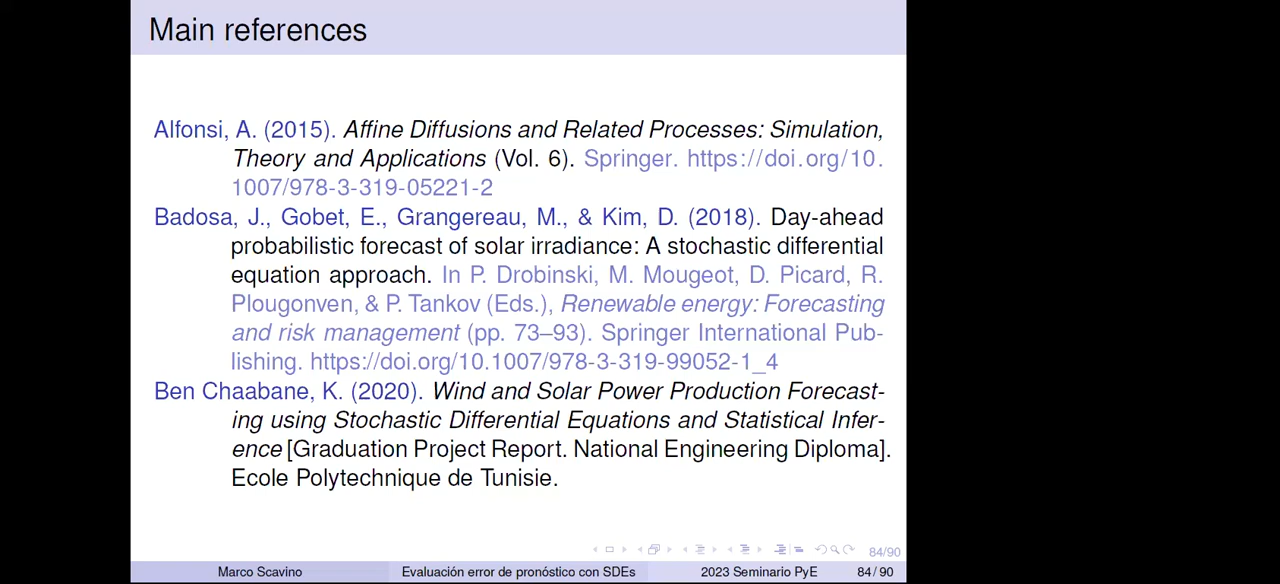 Main references
Alfonsi, A. (2015). Affine Diffusions and Related Processes: Simulation,
Theory and Applications (Vol. 6). Springer. https://doi.org/10.
1007/978-3-319-05221-2
Badosa, J., Gobet, E., Grangereau, M., & Kim, D. (2018). Day-ahead
probabilistic forecast of solar irradiance: A stochastic differential
equation approach. In P. Drobinski, M. Mougeot, D. Picard, R.
Plougonven, & P. Tankov (Eds.), Renewable energy: Forecasting
and risk management (pp. 73–93). Springer International Pub-
lishing. https://doi.org/10.1007/978-3-319-99052-1_4
Ben Chaabane, K. (2020). Wind and Solar Power Production Forecast-
ing using Stochastic Differential Equations and Statistical Infer-
ence [Graduation Project Report. National Engineering Diploma].
Ecole Polytechnique de Tunisie.
84/90
Marco Scavino Evaluación error de pronóstico con SDEs 2023 Seminario PyE 84 / 90